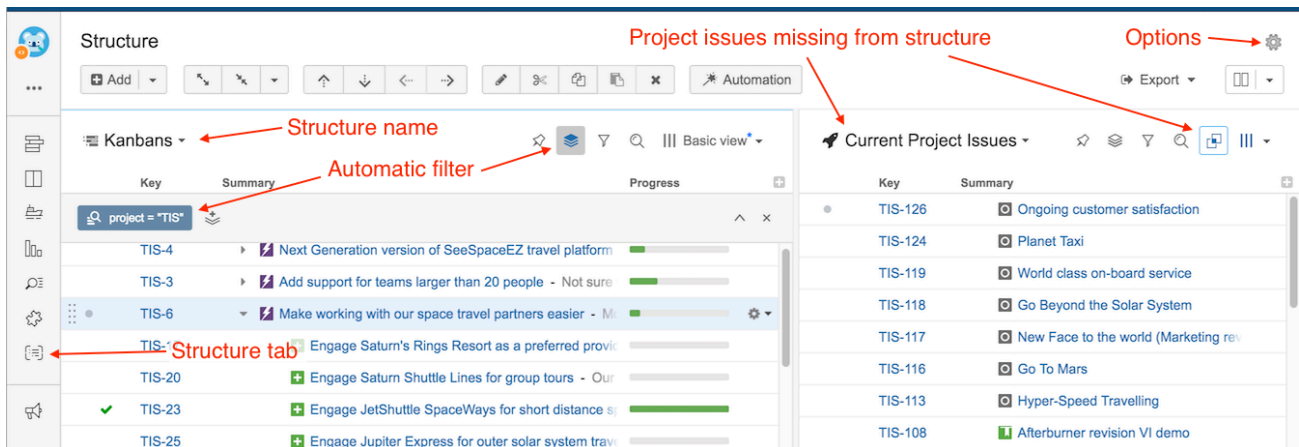 Structure
Project issues missing from structure
Options
Add
Automation
Export
Kanbans
Structure name
Basic view*
Current Project Issues
Automatic filter
Key Summary Progress
Key Summary
project = "TIS"
TIS-4 Next Generation version of SeeSpaceEZ travel platform
TIS-3 Add support for teams larger than 20 people - Not sure
TIS-6 Make working with our space travel partners easier -
Structure tab
Engage Saturn's Rings Resort as a preferred
TIS-20 Engage Saturn Shuttle Lines for group tours - Our
TIS-23 Engage JetShuttle SpaceWays for short distance
TIS-25 Engage Jupiter Express for outer solar system
TIS-126 Ongoing customer satisfaction
TIS-124 Planet Taxi
TIS-119 World class on-board service
TIS-118 Go Beyond the Solar System
TIS-117 New Face to the world (Marketing
TIS-116 Go To Mars
TIS-113 Hyper-Speed Travelling
TIS-108 Afterburner revision VI demo